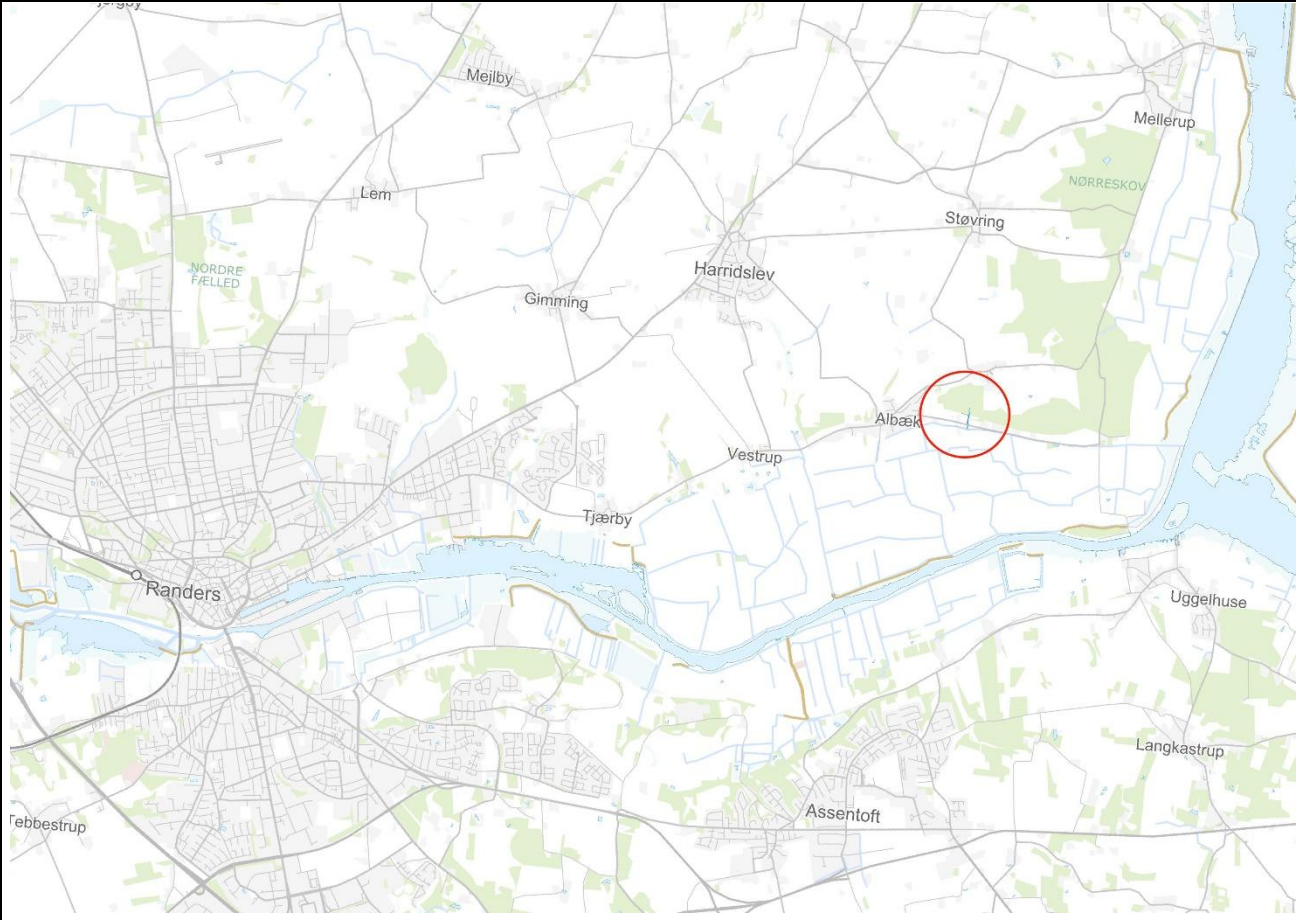 Mejlby
Mellerup
NØRRESKOV
Lem
Støvring
NORDRE
FÆLLED
Harridslev
Gimming
Albæk
Vestrup
Tjærby
Randers
Uggelhuse
Langkastrup
Assentoft
Tebbestrup